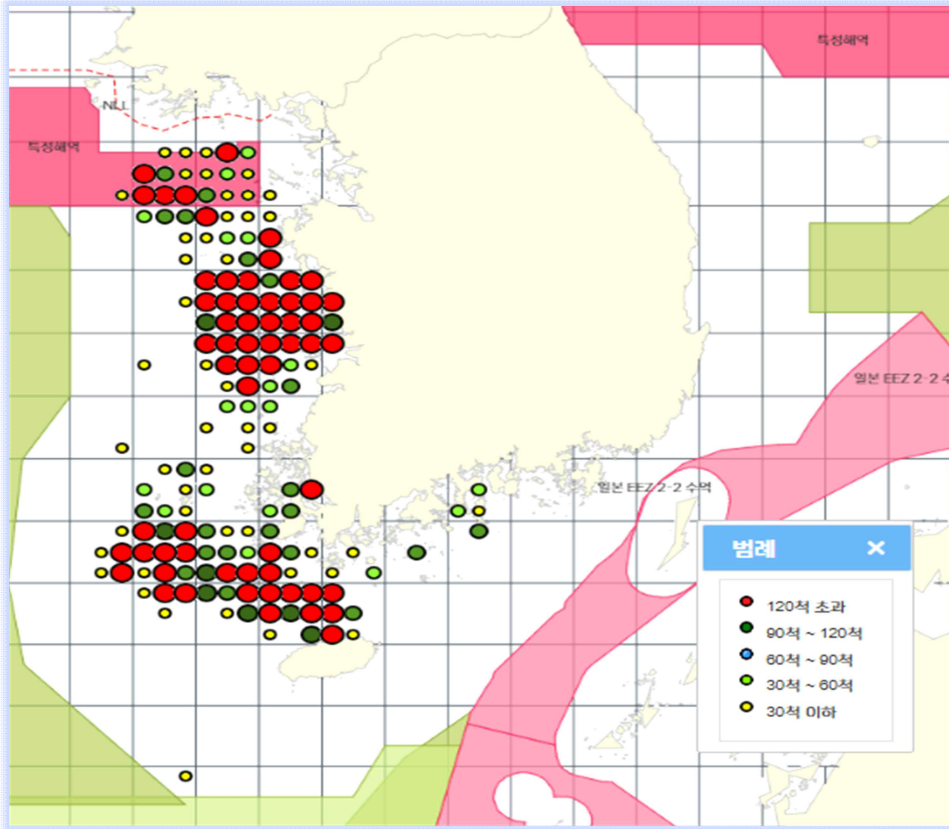 특정해역
NLL
특정해역
일본 EEZ 2-2 수
일본 EEZ 2-2 수역
범례
120척 초과
90척 ~ 120척
60척 ~ 90척
30척 ~ 60척
30척 이하